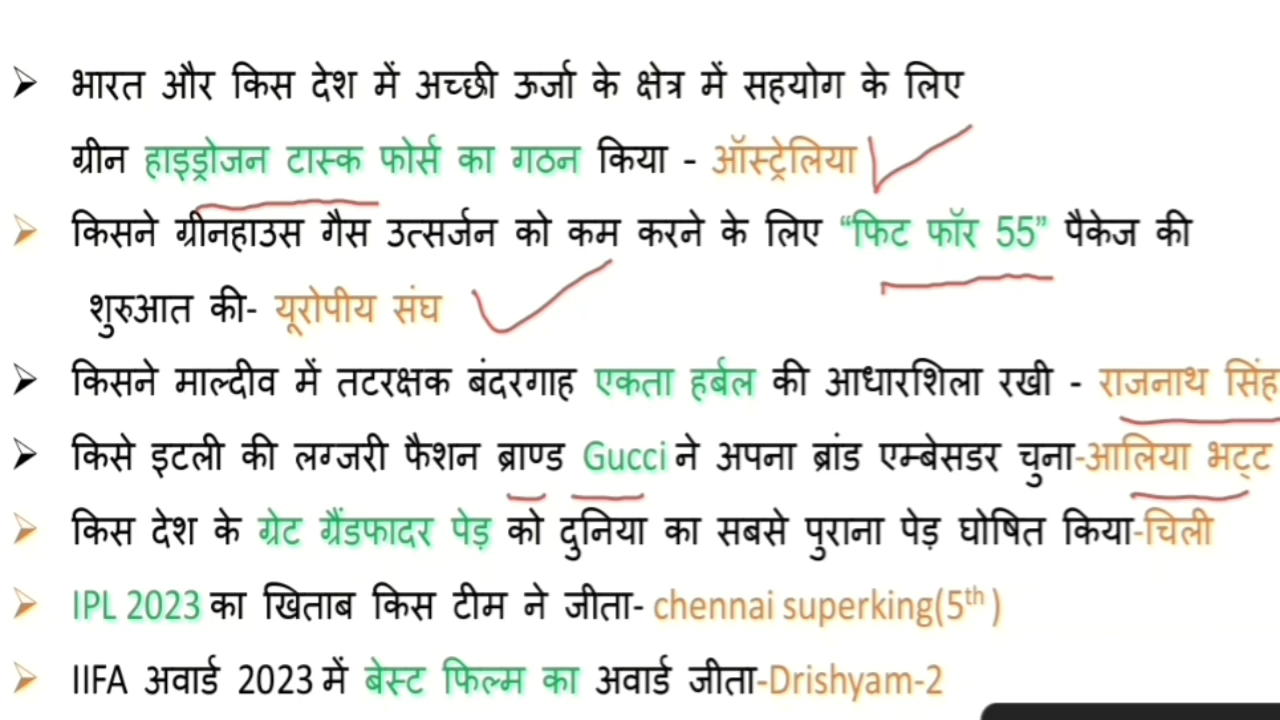 ➢ भारत और किस देश में अच्छी ऊर्जा के क्षेत्र में सहयोग के लिए
ग्रीन हाइड्रोजन टास्क फोर्स का गठन किया - ऑस्ट्रेलिया
➢ किसने ग्रीनहाउस गैस उत्सर्जन को कम करने के लिए “फिट फॉर 55” पैकेज की
शुरुआत की- यूरोपीय संघ
➢ किसने माल्दीव में तटरक्षक बंदरगाह एकता हर्बल की आधारशिला रखी - राजनाथ सिंह
➢ किसे इटली की लग्जरी फैशन ब्राण्ड Gucci ने अपना ब्रांड एम्बेसडर चुना-आलिया भट्ट
➢ किस देश के ग्रेट ग्रैंडफादर पेड़ को दुनिया का सबसे पुराना पेड़ घोषित किया-चिली
➢ IPL 2023 का खिताब किस टीम ने जीता- chennai superking(5th )
➢ IIFA अवार्ड 2023 में बेस्ट फिल्म का अवार्ड जीता-Drishyam-2